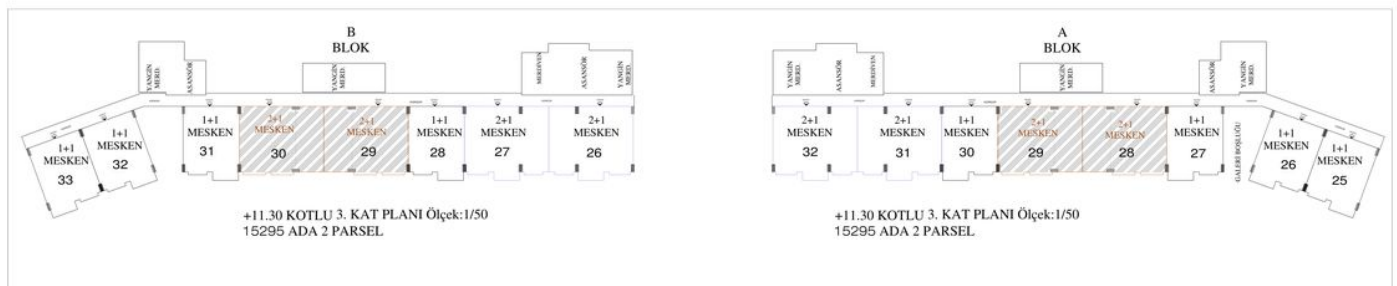 B
BLOK
YANGIN
MERD.
ASANSÖR
YANGIN
MERD.
MERDİVEN
ASANSÖR
YANGIN
MERD.
1+1
MESKEN
33
1+1
MESKEN
32
1+1
MESKEN
31
2+1
MESKEN
30
2+1
MESKEN
29
1+1
MESKEN
28
2+1
MESKEN
27
2+1
MESKEN
26
+11.30 KOTLU 3. KAT PLANI Ölçek:1/50
15295 ADA 2 PARSEL
A
BLOK
YANGIN
MERD.
ASANSÖR
MERDİVEN
YANGIN
MERD.
ASANSÖR
YANGIN
MERD.
2+1
MESKEN
32
2+1
MESKEN
31
1+1
MESKEN
30
2+1
MESKEN
29
2+1
MESKEN
28
1+1
MESKEN
27
GALERİ BOŞLUĞU
1+1
MESKEN
26
1+1
MESKEN
25
+11.30 KOTLU 3. KAT PLANI Ölçek:1/50
15295 ADA 2 PARSEL